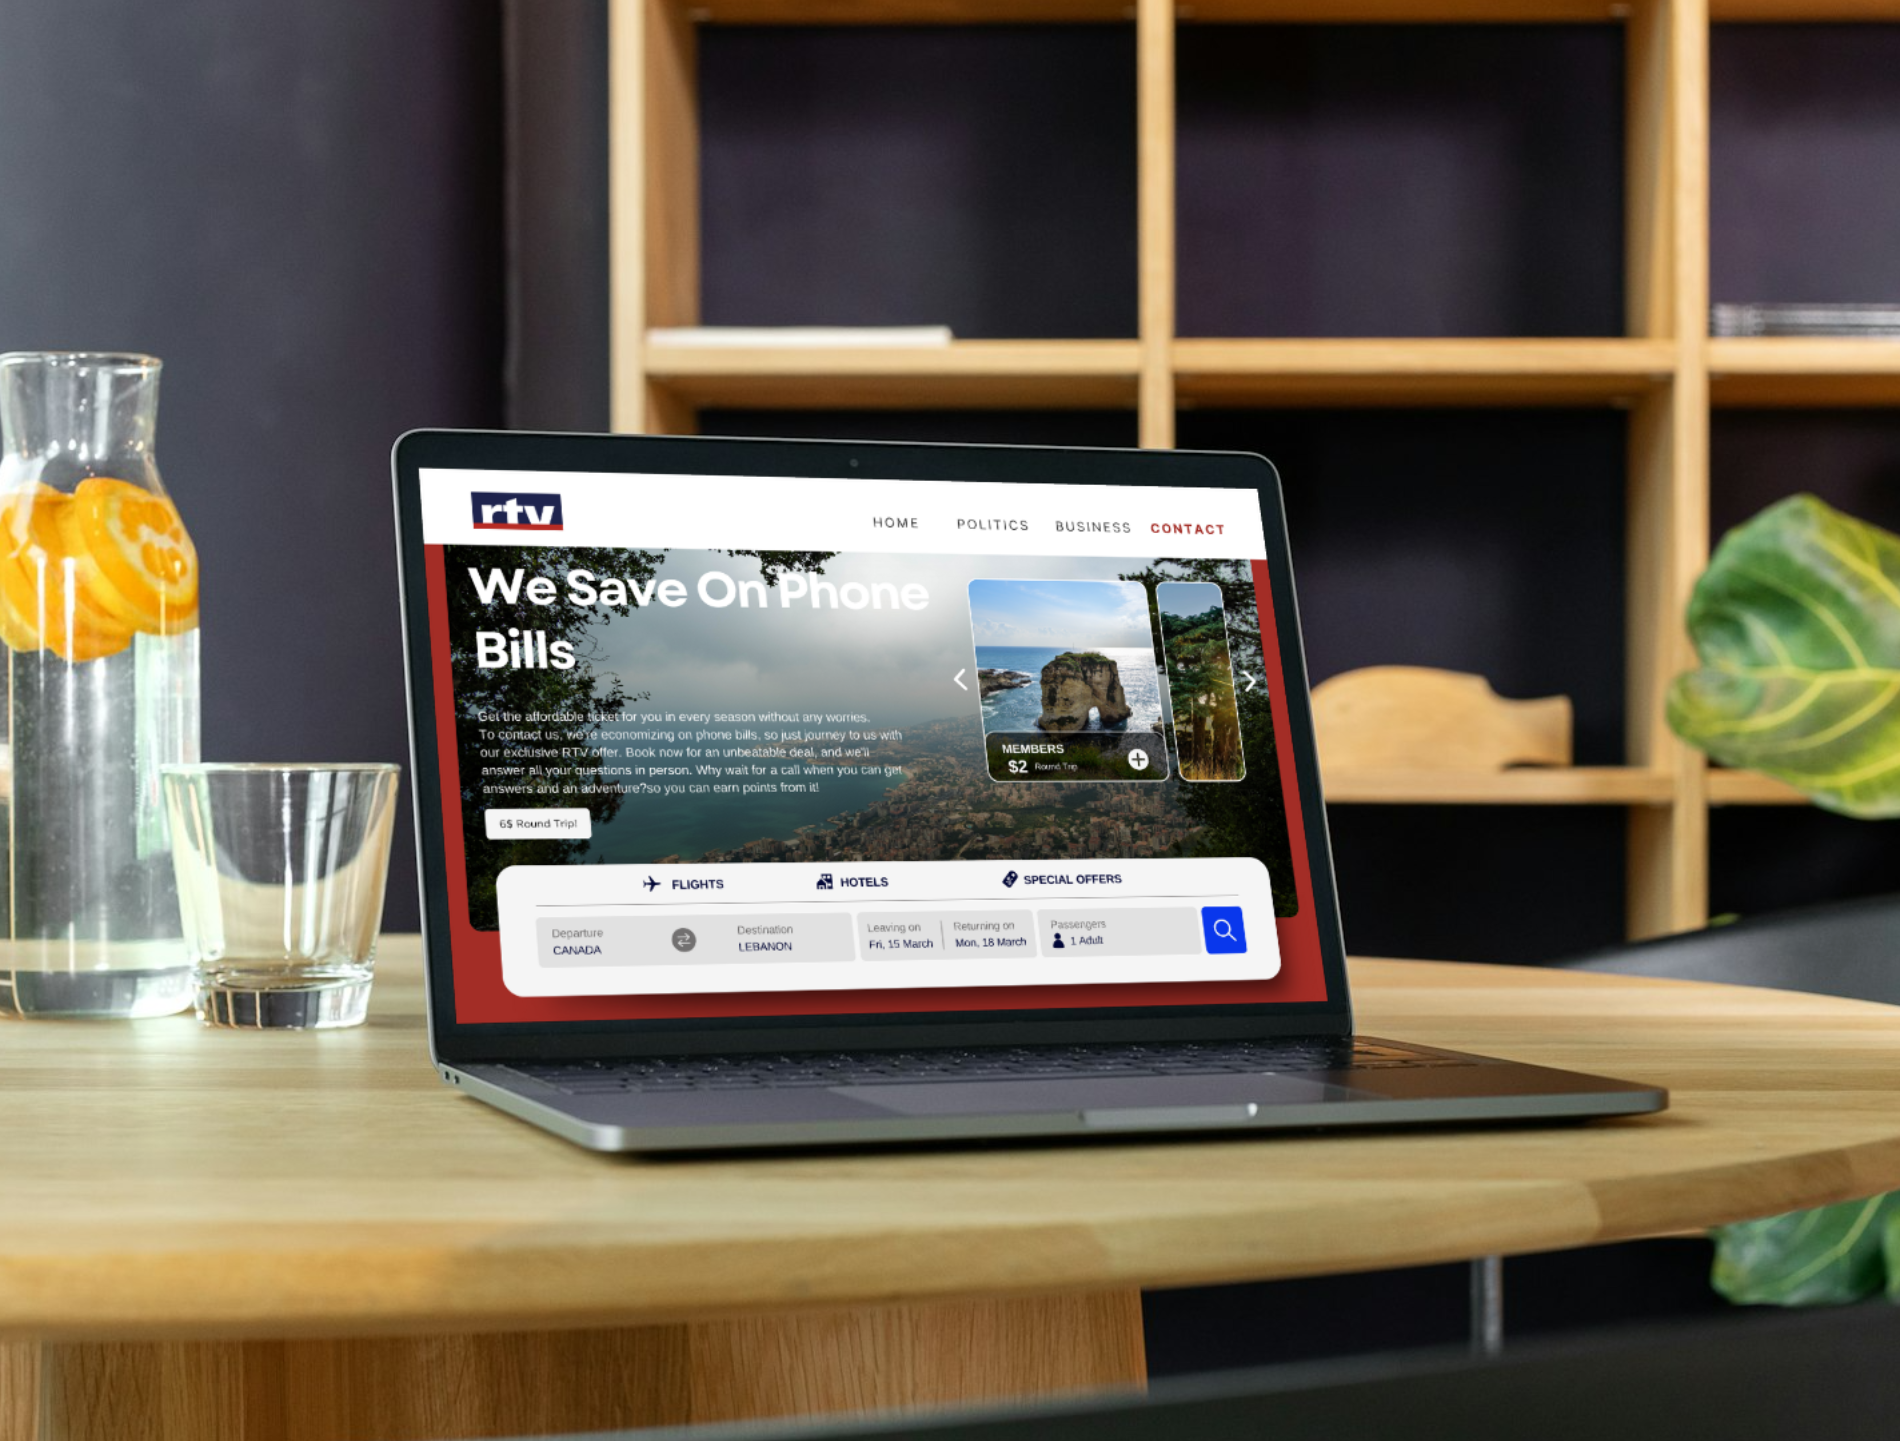 rtv
HOME POLITICS BUSINESS CONTACT
We Save On Phone
Bills
Get the affordable ticket for you in every season without any worries.
To contact us, we're economizing on phone bills, so just journey to us with
our exclusive RTV offer. Book now for an unbeatable deal, and we'll
answer all your questions in person. Why wait for a call when you can get
answers and an adventure?so you can earn points from it!
6$ Round Trip!
MEMBERS
$2 Round Trip
FLIGHTS HOTELS SPECIAL OFFERS
Departure Destination Leaving on Returning on Passengers
CANADA LEBANON Fri, 15 March Mon, 18 March 1 Adult